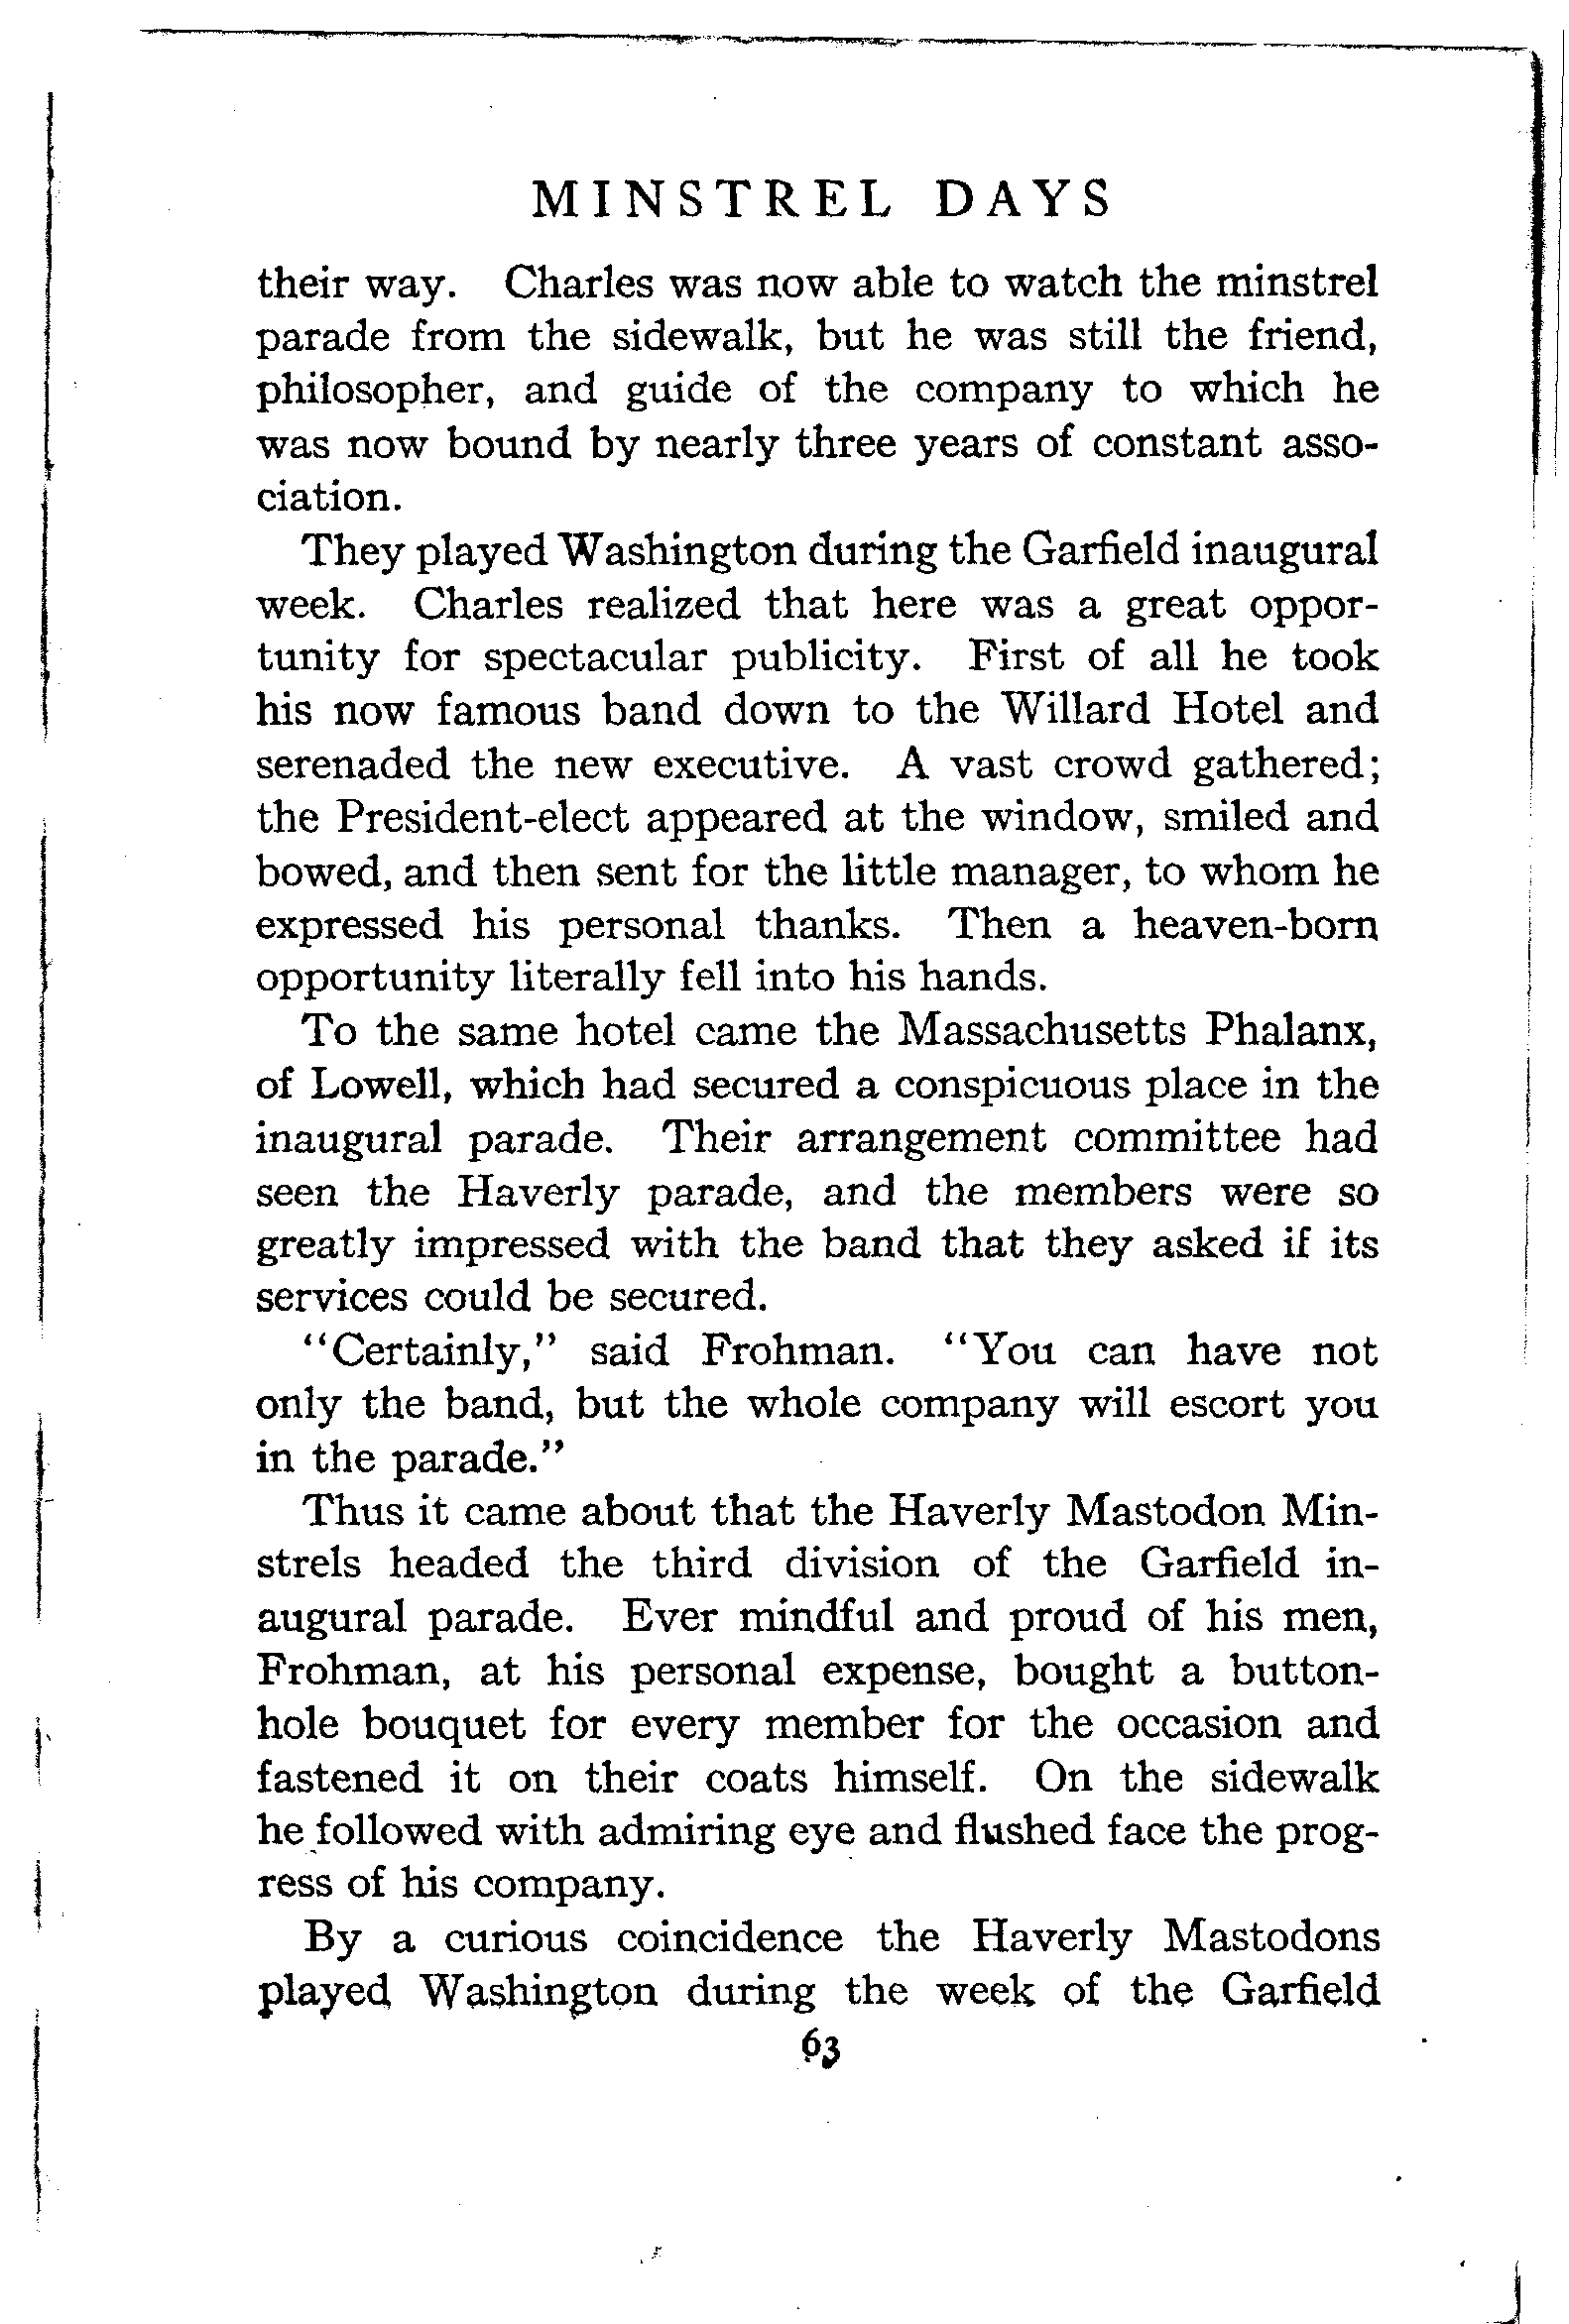 MINSTREL DAYS
their way. Charles was now able to watch the minstrel
parade from the sidewalk, but he was still the friend,
philosopher, and guide of the company to which he
was now bound by nearly three years of constant asso-
ciation.
They played Washington during the Garfield inaugural
week. Charles realized that here was a great oppor-
tunity for spectacular publicity. First of all he took
his now famous band down to the Willard Hotel and
serenaded the new executive. A vast crowd gathered;
the President-elect appeared at the window, smiled and
bowed, and then sent for the little manager, to whom he
expressed his personal thanks. Then a heaven-born
opportunity literally fell into his hands.
To the same hotel came the Massachusetts Phalanx,
of Lowell, which had secured a conspicuous place in the
inaugural parade. Their arrangement committee had
seen the Haverly parade, and the members were so
greatly impressed with the band that they asked if its
services could be secured.
"Certainly," said Frohman. "You can have not
only the band, but the whole company will escort you
in the parade."
Thus it came about that the Haverly Mastodon Min-
strels headed the third division of the Garfield in-
augural parade. Ever mindful and proud of his men,
Frohman, at his personal expense, bought a button-
hole bouquet for every member for the occasion and
fastened it on their coats himself. On the sidewalk
he followed with admiring eye and flushed face the prog-
ress of his company.
By a curious coincidence the Haverly Mastodons
played Washington during the week of the Garfield
63